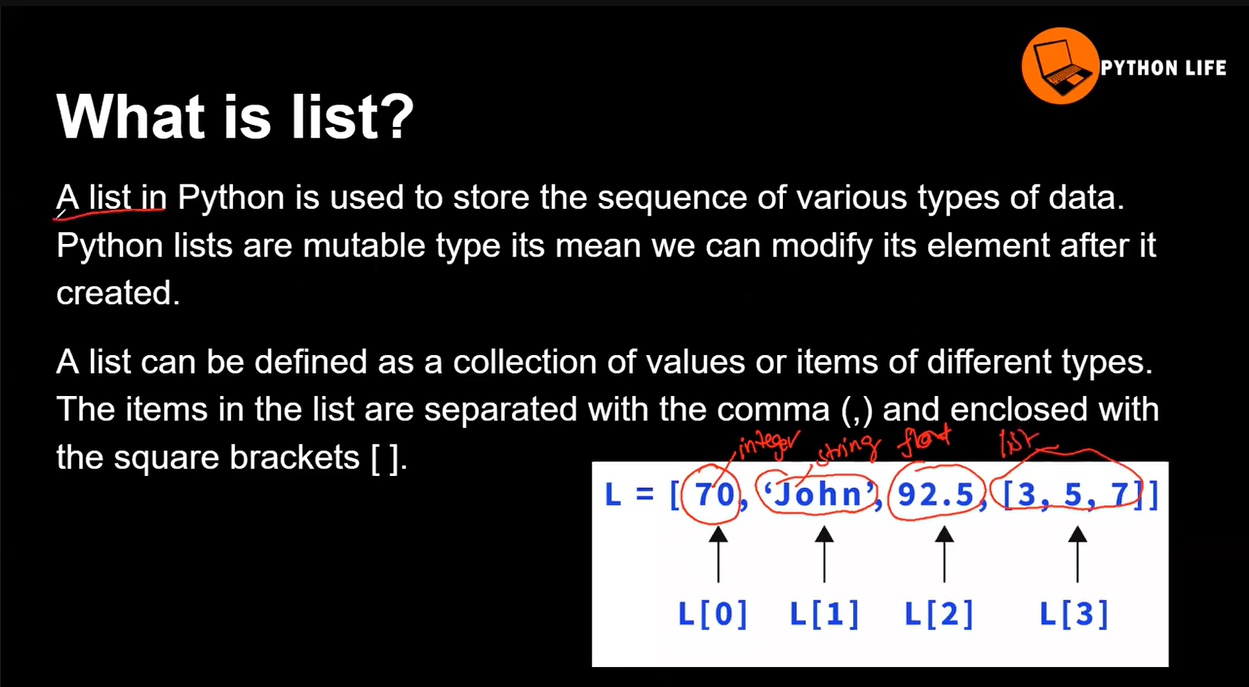 PYTHON LIFE
What is list?
A list in Python is used to store the sequence of various types of data.
Python lists are mutable type its mean we can modify its element after it
created.
A list can be defined as a collection of values or items of different types.
The items in the list are separated with the comma (,) and enclosed with
the square brackets [ ].
integer string float list
L = [ 70, ‘John’, 92.5, [3, 5, 7]]
L[0] L[1] L[2] L[3]